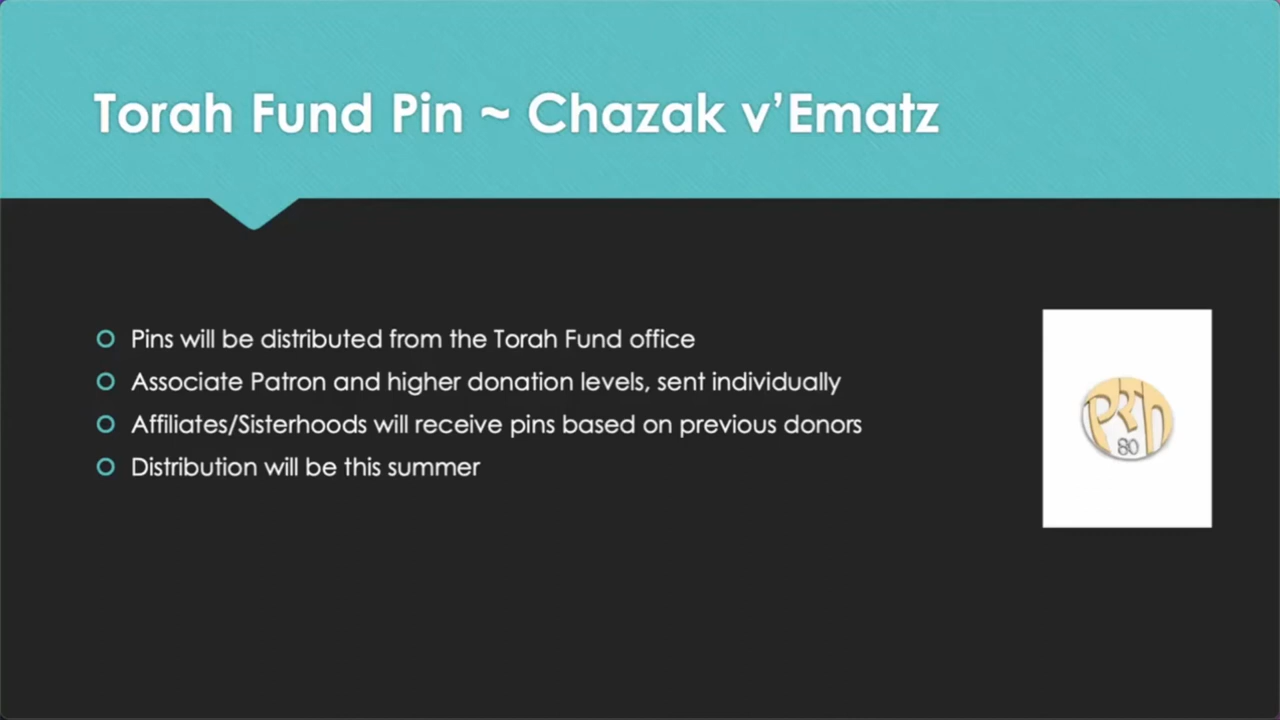 Torah Fund Pin ~ Chazak v’Ematz
Pins will be distributed from the Torah Fund office
Associate Patron and higher donation levels, sent individually
Affiliates/Sisterhoods will receive pins based on previous donors
Distribution will be this summer
חזק
80